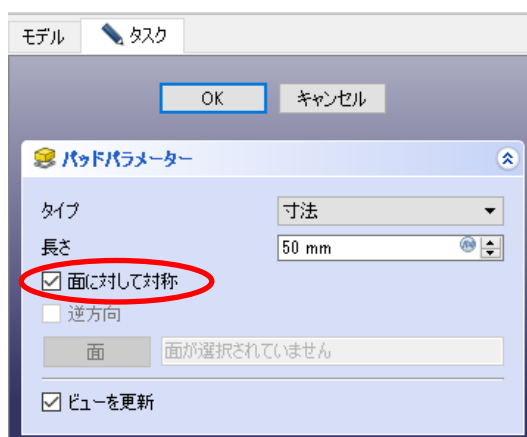 モデル タスク
OK キャンセル
パッドパラメーター
タイプ 寸法
長さ 50 mm
面に対して対称
逆方向
面 面が選択されていません
ビューを更新